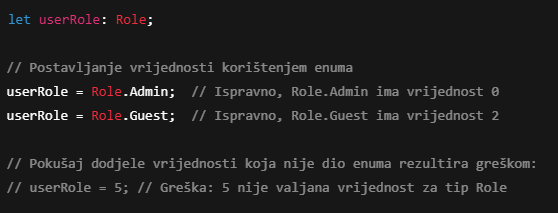 let userRole: Role;
// Postavljanje vrijednosti korištenjem enuma
userRole = Role.Admin;  // Ispravno, Role.Admin ima vrijednost 0
userRole = Role.Guest;  // Ispravno, Role.Guest ima vrijednost 2
// Pokušaj dodjele vrijednosti koja nije dio enuma rezultira greškom:
// userRole = 5; // Greška: 5 nije valjana vrijednost za tip Role